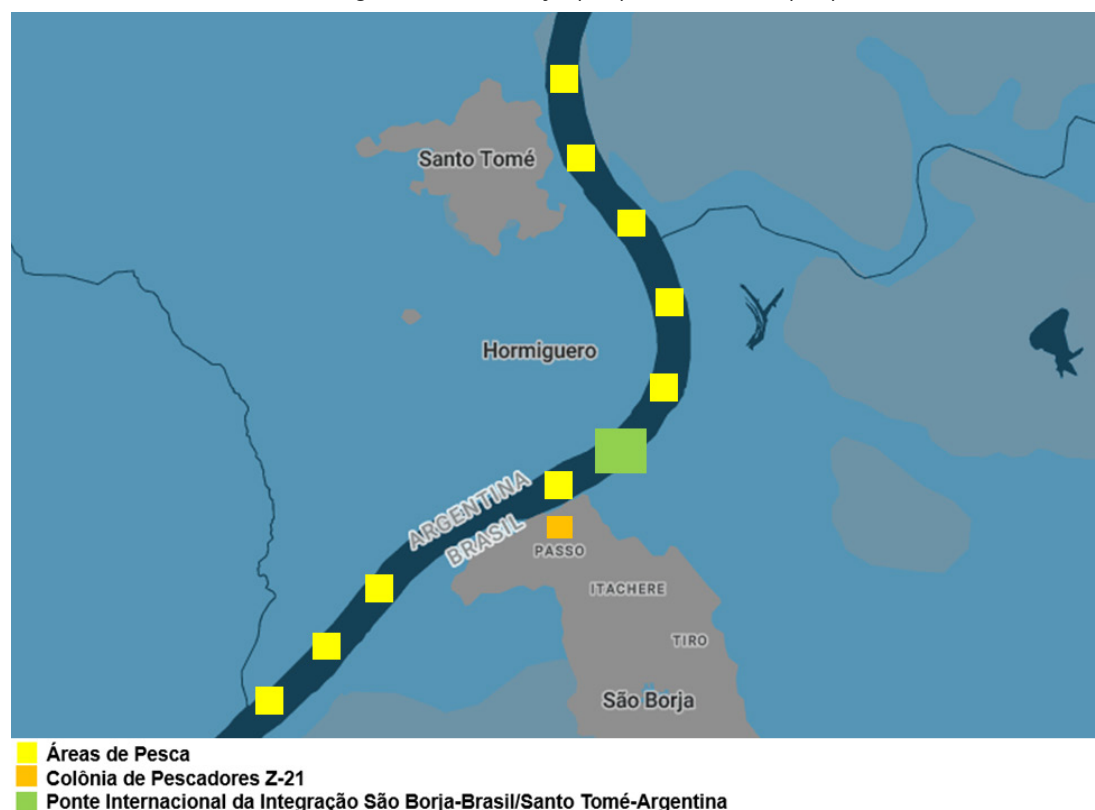 Santo Tomé
Hormiguero
ARGENTINA
BRASIL
PASSO
ITACHERE
TIRO
São Borja
Áreas de Pesca
Colônia de Pescadores Z-21
Ponte Internacional da Integração São Borja-Brasil/Santo Tomé-Argentina